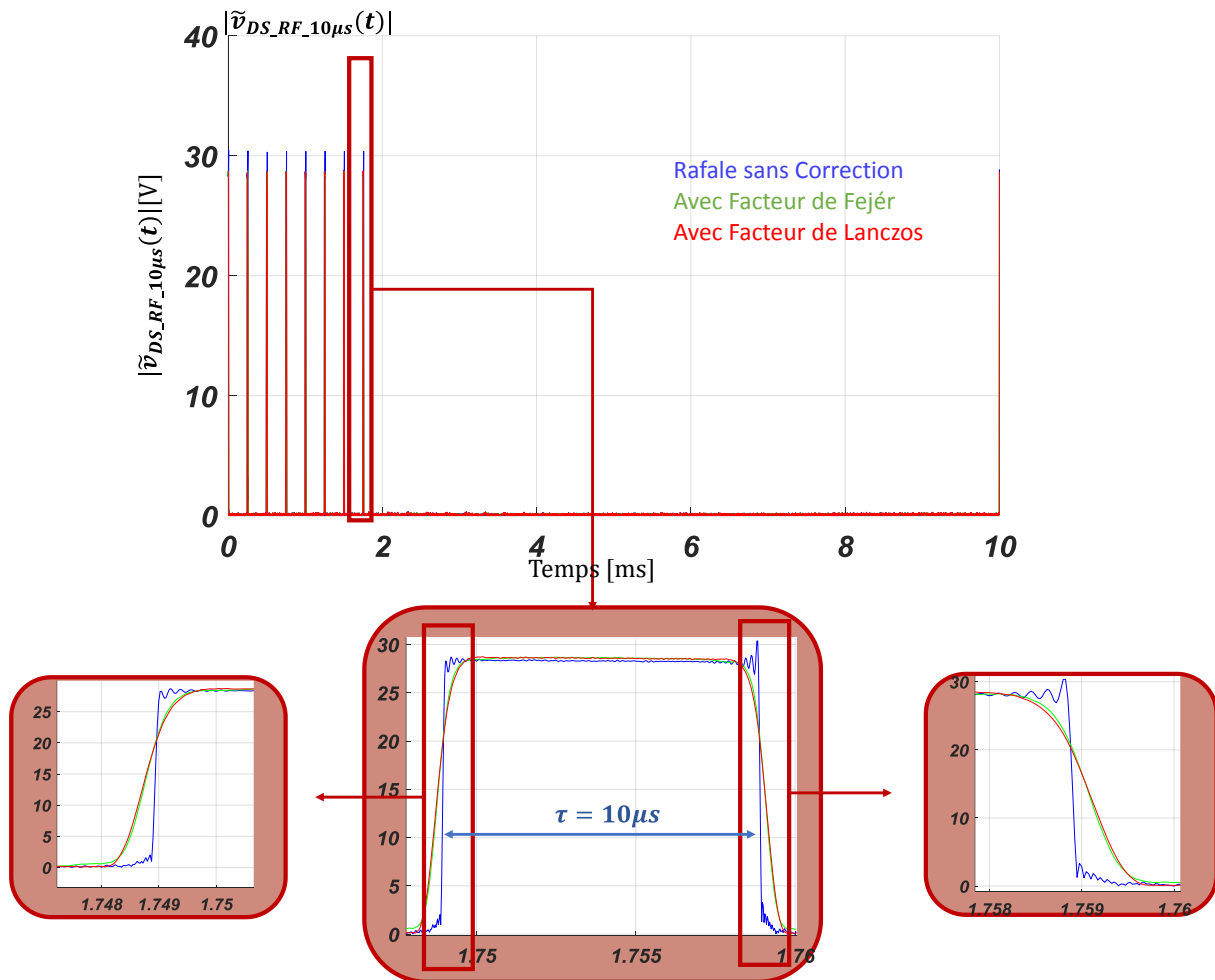 |ṽ_DS_RF_10μs(t)|
40
30
20
10
0
|ṽ_DS_RF_10μs(t)|[V]
Rafale sans Correction
Avec Facteur de Fejér
Avec Facteur de Lanczos
0 2 4 6 8 10
Temps [ms]
30
25
20
15
10
5
0
τ = 10μs
1.75 1.755 1.76
25
20
15
10
5
0
1.748 1.749 1.75
30
25
20
15
10
5
0
1.758 1.759 1.76